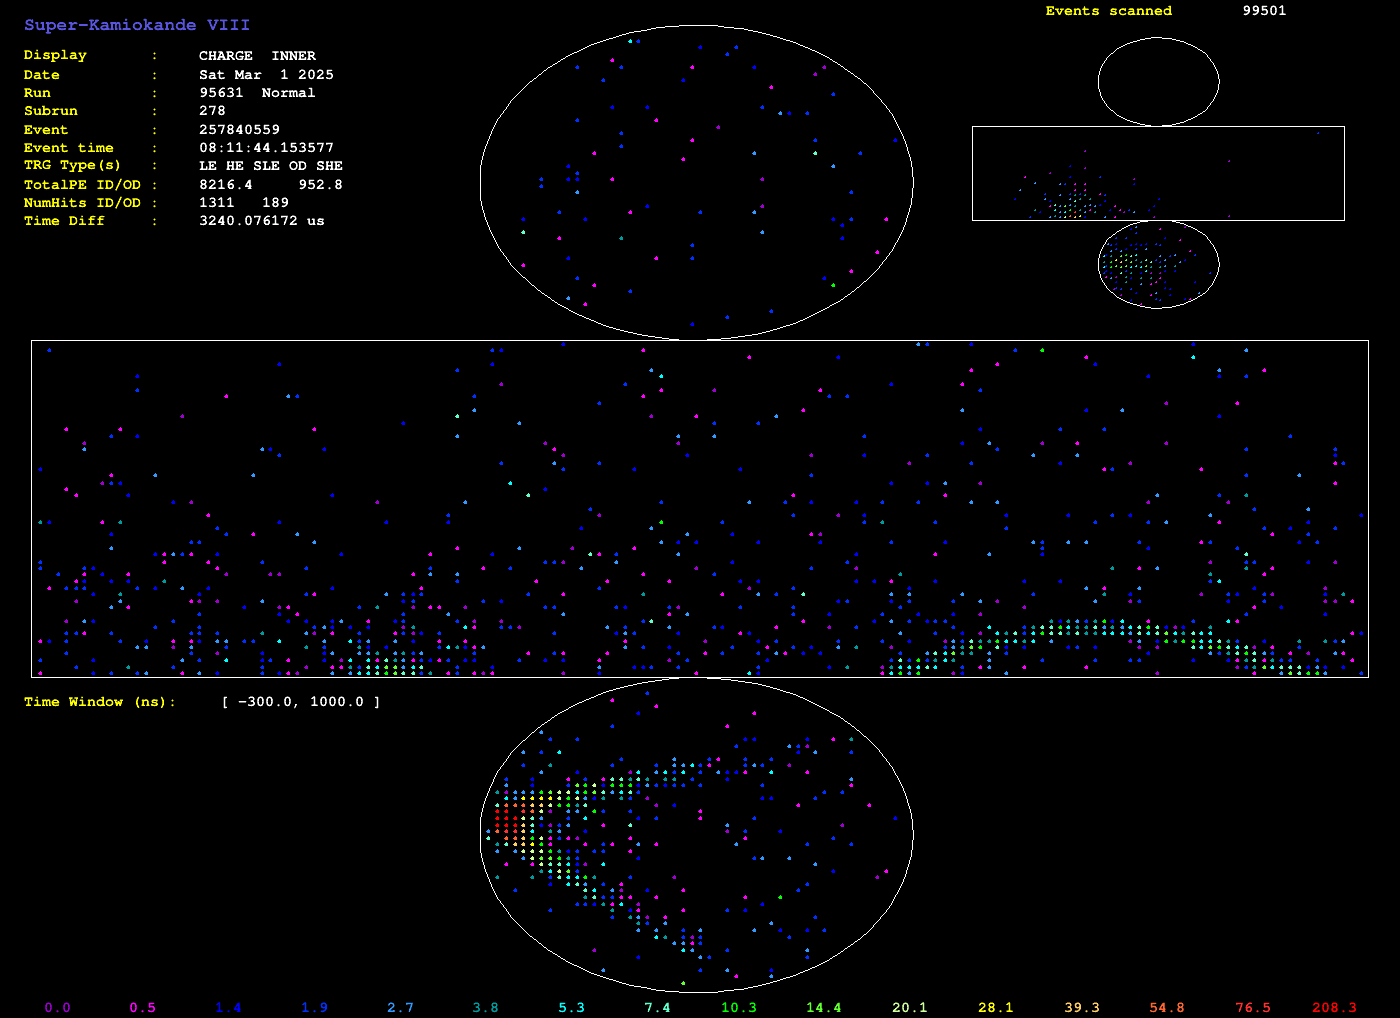 Super-Kamiokande VIII
Events scanned 99501
Display : CHARGE INNER
Date : Sat Mar 1 2025
Run : 95631 Normal
Subrun : 278
Event : 257840559
Event time : 08:11:44.153577
TRG Type(s) : LE HE SLE OD SHE
TotalPE ID/OD : 8216.4 952.8
NumHits ID/OD : 1311 189
Time Diff : 3240.076172 us
Time Window (ns): [ -300.0, 1000.0 ]
0.0 0.5 1.4 1.9 2.7 3.8 5.3 7.4 10.3 14.4 20.1 28.1 39.3 54.8 76.5 208.3